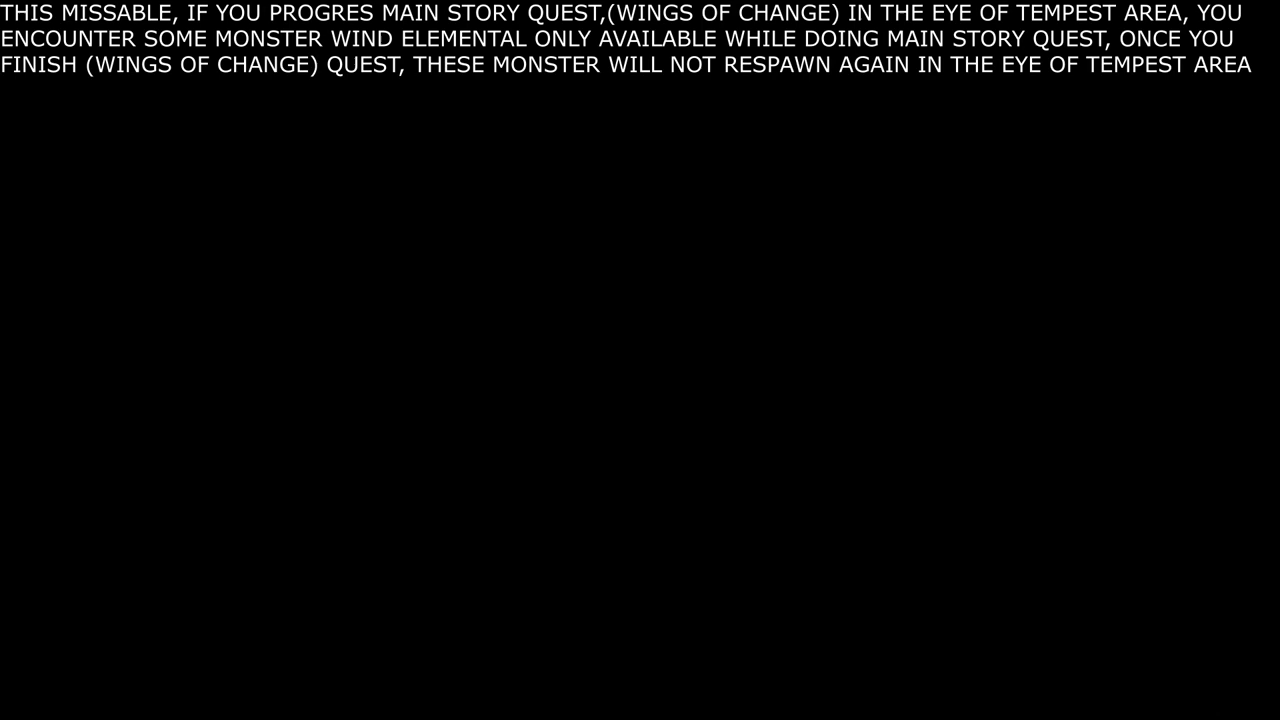 THIS MISSABLE, IF YOU PROGRES MAIN STORY QUEST,(WINGS OF CHANGE) IN THE EYE OF TEMPEST AREA, YOU
ENCOUNTER SOME MONSTER WIND ELEMENTAL ONLY AVAILABLE WHILE DOING MAIN STORY QUEST, ONCE YOU
FINISH (WINGS OF CHANGE) QUEST, THESE MONSTER WILL NOT RESPAWN AGAIN IN THE EYE OF TEMPEST AREA